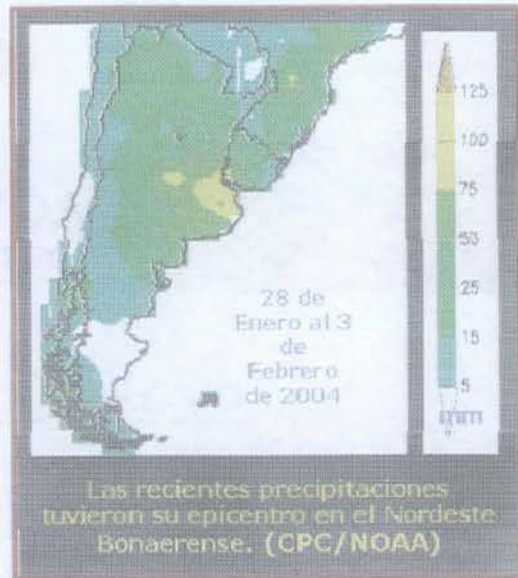 125
100
75
50
25
15
5
mm
28 de
Enero al 3
de
Febrero
de 2004
Las recientes precipitaciones
tuvieron su epicentro en el Nordeste
Bonaerense. (CPC/NOAA)